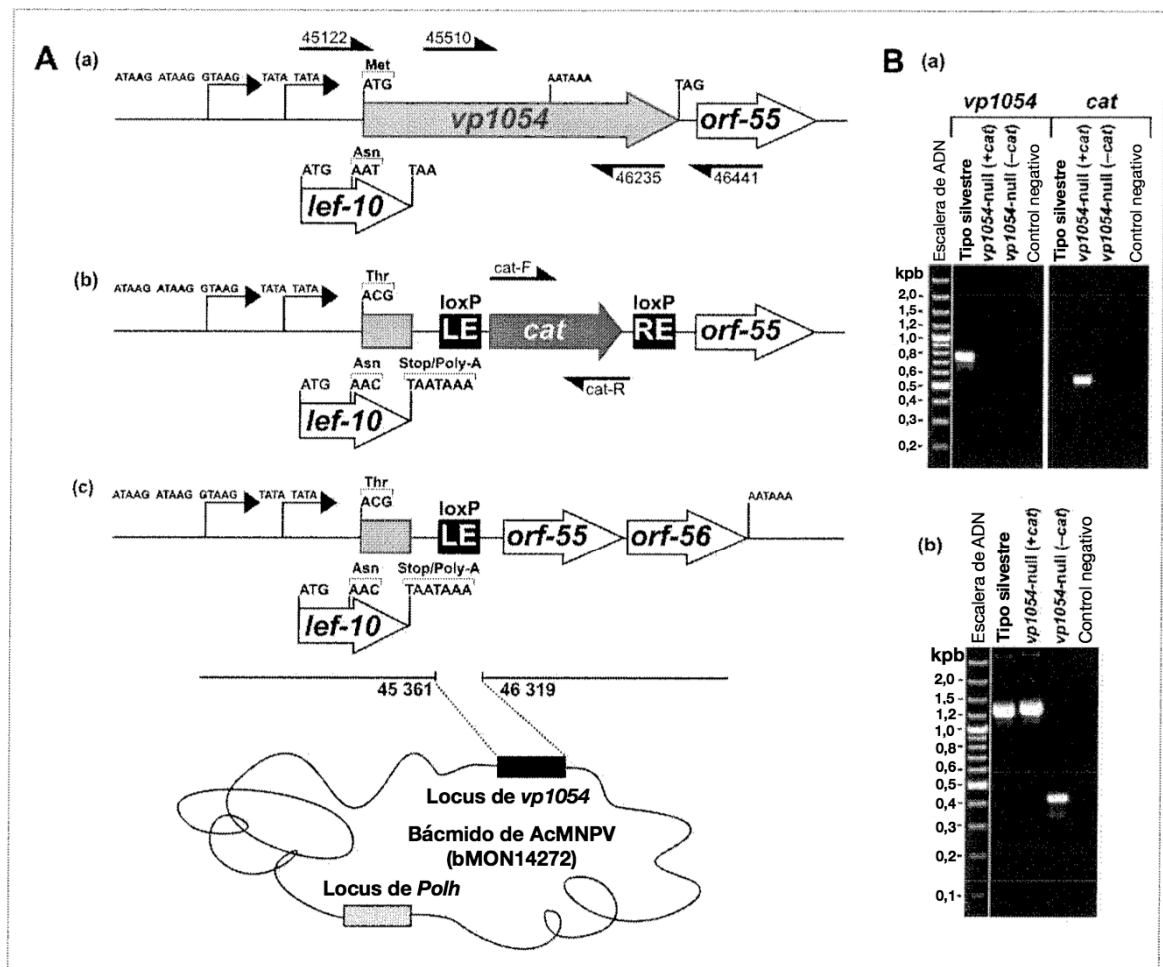 A
(a)
45122
45510
ATAAG ATAAG GTAAG TATA TATA
Met
ATG
AATAAA
TAG
vp1054
orf-55
46235
46441
ATG
Asn
AAT
TAA
lef-10
(b)
cat-F
ATAAG ATAAG GTAAG TATA TATA
Thr
ACG
loxP
LE
cat
loxP
RE
orf-55
cat-R
ATG
Asn
AAC
Stop/Poly-A
TAATAAA
lef-10
(c)
ATAAG ATAAG GTAAG TATA TATA
Thr
ACG
loxP
LE
orf-55
orf-56
AATAAA
ATG
Asn
AAC
Stop/Poly-A
TAATAAA
lef-10
45 361
46 319
Locus de vp1054
Bácmido de AcMNPV
(bMON14272)
Locus de Polh
B
(a)
vp1054
cat
Escalera de ADN
Tipo silvestre
vp1054-null (+cat)
vp1054-null (–cat)
Control negativo
Tipo silvestre
vp1054-null (+cat)
vp1054-null (–cat)
Control negativo
kpb
2,0-
1,5-
1,2-
1,0-
0,8-
0,6-
0,5-
0,4-
0,3-
0,2-
(b)
Escalera de ADN
Tipo silvestre
vp1054-null (+cat)
vp1054-null (–cat)
Control negativo
kpb
2,0-
1,5-
1,2-
1,0-
0,8-
0,6-
0,5-
0,4-
0,3-
0,2-
0,1-